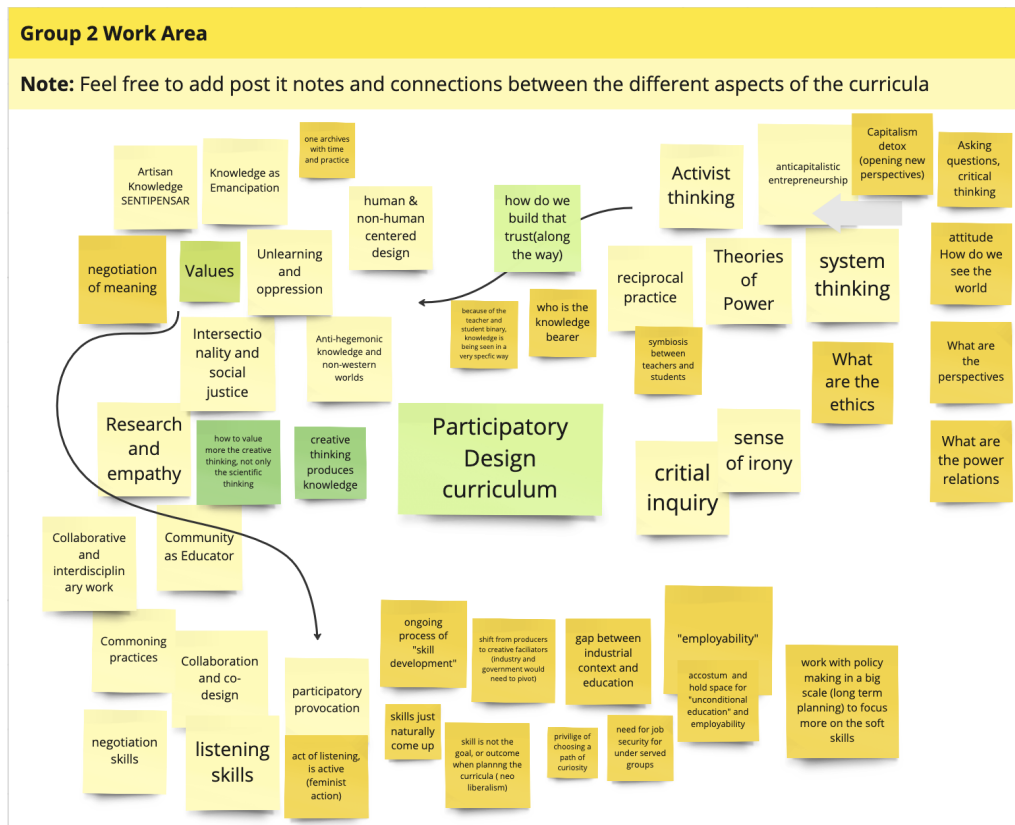 Group 2 Work Area
Note: Feel free to add post it notes and connections between the different aspects of the curricula
one archives
with time
and practice
Artisan
Knowledge
SENTIPENSAR
Knowledge as
Emancipation
human &
non-human
centered
design
negotiation
of meaning
Values
Unlearning
and
oppression
Intersectio
nality and
social
justice
Anti-hegemonic
knowledge and
non-western
worlds
Research
and
empathy
how to value
more the creative
thinking, not only
the scientific
thinking
creative
thinking
produces
knowledge
Collaborative
and
interdisciplin
ary work
Community
as Educator
Commoning
practices
Collaboration
and co-
design
negotiation
skills
listening
skills
participatory
provocation
act of listening,
is active
(feminist
action)
how do we
build that
trust(along
the way)
because of the
teacher and
student binary,
knowledge is
being seen in a
very specfic way
who is the
knowledge
bearer
Participatory
Design
curriculum
Activist
thinking
anticapitalistic
entrepreneurship
Capitalism
detox
(opening new
perspectives)
Asking
questions,
critical
thinking
reciprocal
practice
Theories
of
Power
system
thinking
attitude
How do we
see the
world
symbiosis
between
teachers and
students
What
are the
ethics
What are
the
perspectives
critial
inquiry
sense
of irony
What are
the power
relations
ongoing
process of
"skill
development"
shift from producers
to creative faciliators
(industry and
government would
need to pivot)
gap between
industrial
context and
education
"employability"
accostum and
hold space for
"unconditional
education" and
employability
work with policy
making in a big
scale (long term
planning) to focus
more on the soft
skills
skills just
naturally
come up
skill is not the
goal, or outcome
when plannng the
curricula ( neo
liberalism)
privilige of
choosing a
path of
curiosity
need for job
security for
under served
groups